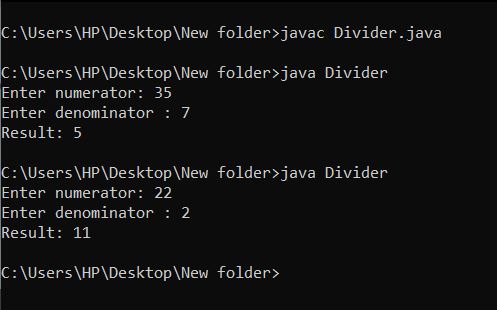 C:\Users\HP\Desktop\New folder>javac Divider.java
C:\Users\HP\Desktop\New folder>java Divider
Enter numerator: 35
Enter denominator : 7
Result: 5
C:\Users\HP\Desktop\New folder>java Divider
Enter numerator: 22
Enter denominator : 2
Result: 11
C:\Users\HP\Desktop\New folder>